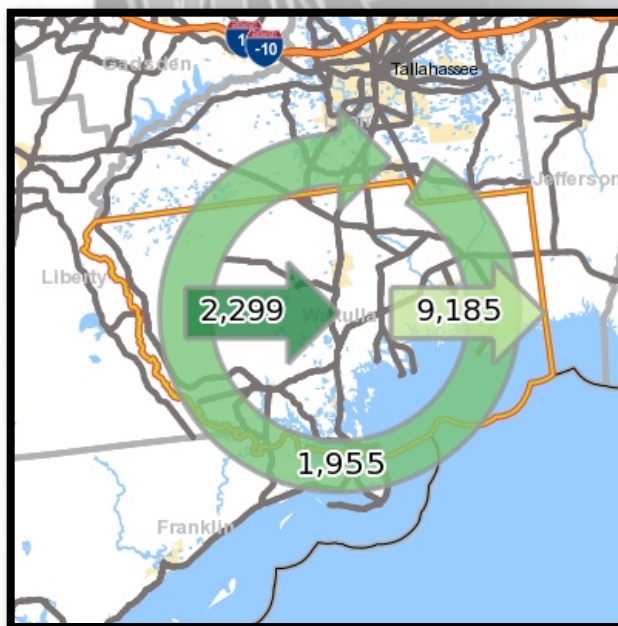 -10
Gadsden
Tallahassee
Jefferson
Liberty
2,299
Wakulla
9,185
1,955
Franklin